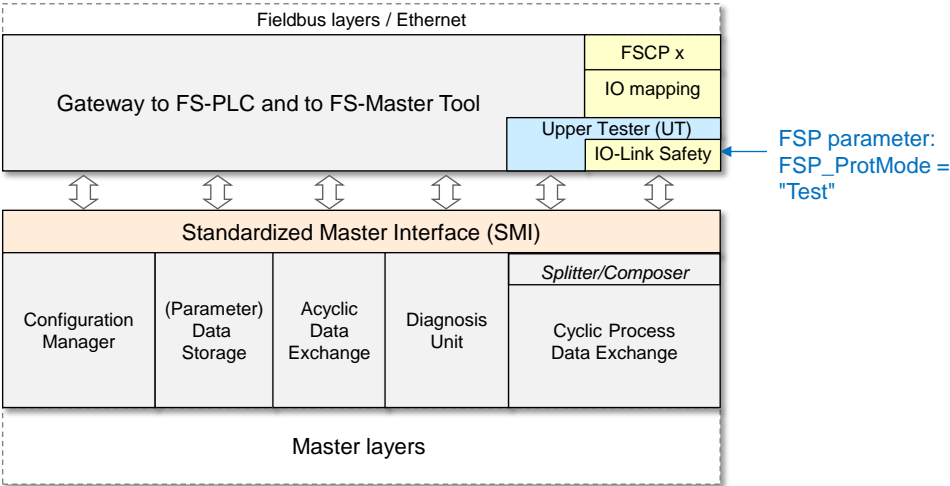 Fieldbus layers / Ethernet
FSCP x
IO mapping
Gateway to FS-PLC and to FS-Master Tool
Upper Tester (UT)
IO-Link Safety
FSP parameter:
FSP_ProtMode =
"Test"
Standardized Master Interface (SMI)
Configuration
Manager
(Parameter)
Data
Storage
Acyclic
Data
Exchange
Diagnosis
Unit
Splitter/Composer
Cyclic Process
Data Exchange
Master layers